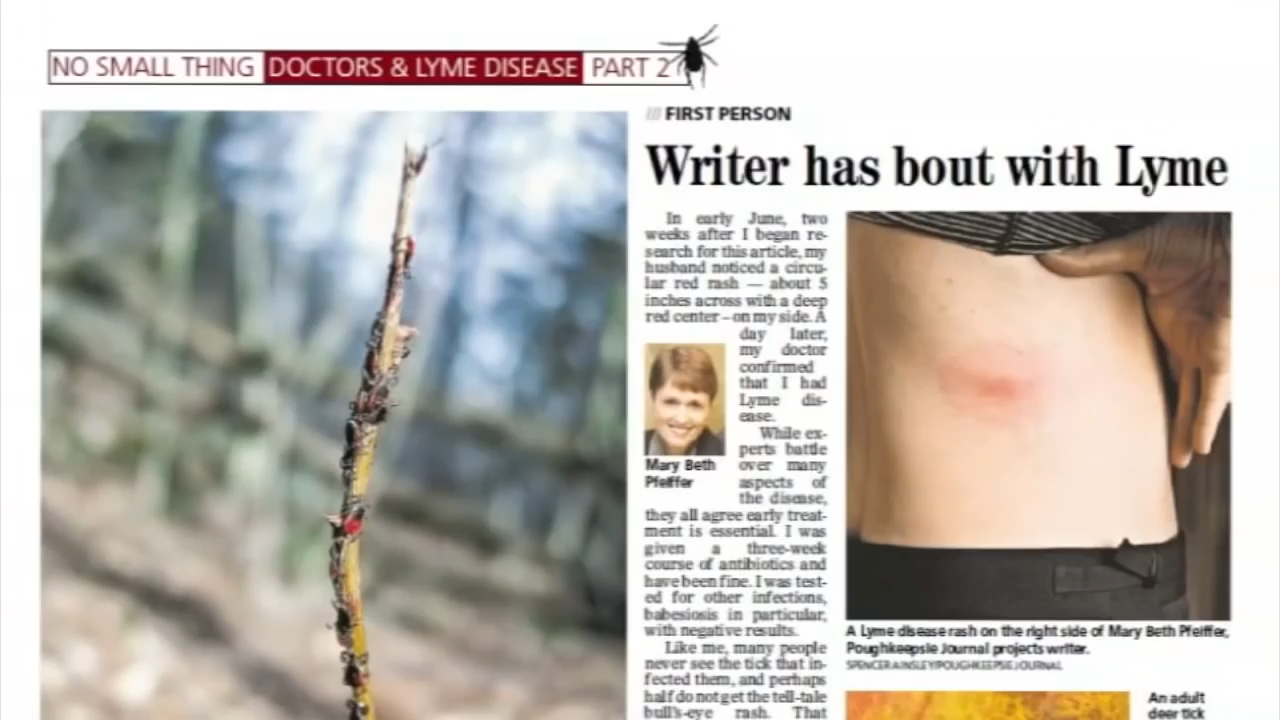 NO SMALL THING DOCTORS & LYME DISEASE PART 2
/// FIRST PERSON
Writer has bout with Lyme
In early June, two
weeks after I began re-
search for this article, my
husband noticed a circu-
lar red rash — about 5
inches across with a deep
red center – on my side. A
day later,
my doctor
confirmed
that I had
Lyme dis-
ease.
While ex-
perts battle
over many
aspects of
the disease,
Mary Beth
Pfeiffer
they all agree early treat-
ment is essential. I was
given a three-week
course of antibiotics and
have been fine. I was test-
ed for other infections,
babesiosis in particular,
with negative results.
Like me, many people
never see the tick that in-
fected them, and perhaps
half do not get the tell-tale
bull's-eye rash. That
A Lyme disease rash on the right side of Mary Beth Pfeiffer,
Poughkeepsie Journal projects writer.
SPENCER AINSLEY/POUGHKEEPSIE JOURNAL
An adult
deer tick